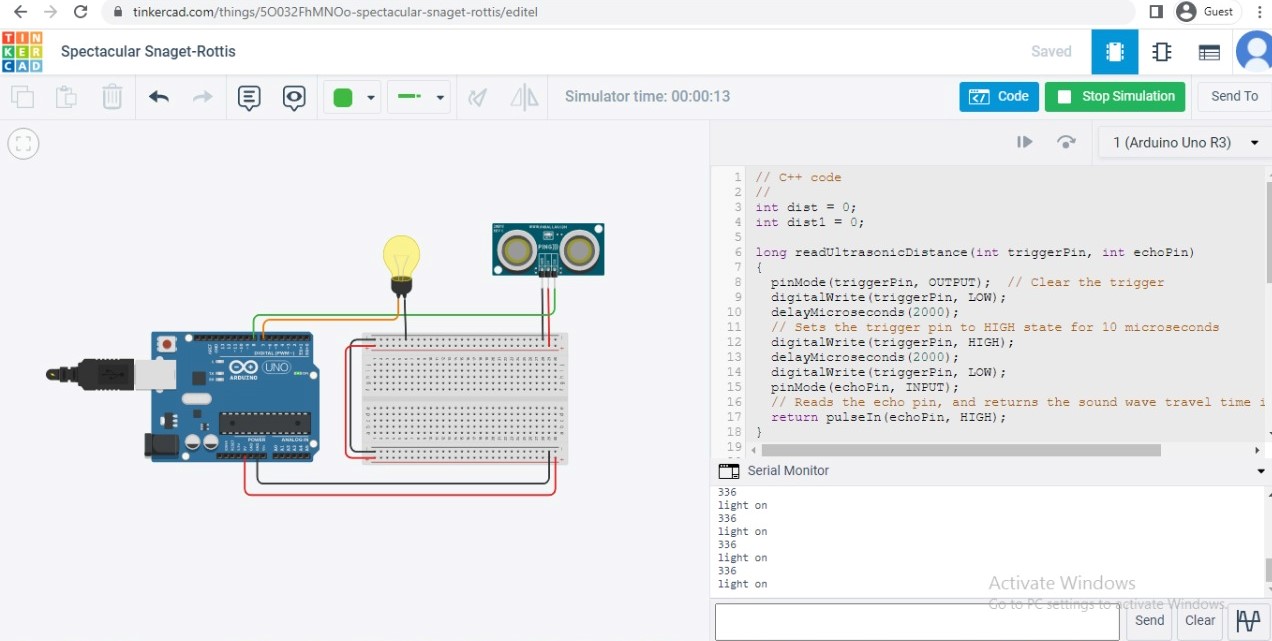 tinkercad.com/things/5O032FhMNOo-spectacular-snaget-rottis/editel
Guest
TIN
KER
CAD
Spectacular Snaget-Rottis
Saved
Simulator time: 00:00:13
Code
Stop Simulation
Send To
1 (Arduino Uno R3)
1 // C++ code
2 //
3 int dist = 0;
4 int dist1 = 0;
5
6 long readUltrasonicDistance(int triggerPin, int echoPin)
7 {
8 pinMode(triggerPin, OUTPUT);  // Clear the trigger
9 digitalWrite(triggerPin, LOW);
10 delayMicroseconds(2000);
11 // Sets the trigger pin to HIGH state for 10 microseconds
12 digitalWrite(triggerPin, HIGH);
13 delayMicroseconds(2000);
14 digitalWrite(triggerPin, LOW);
15 pinMode(echoPin, INPUT);
16 // Reads the echo pin, and returns the sound wave travel time i
17 return pulseIn(echoPin, HIGH);
18 }
19
PING)))
DIGITAL (PWM~)
UNO
ARDUINO
POWER
ANALOG IN
Serial Monitor
336
light on
336
light on
336
light on
336
light on
Activate Windows
Go to PC settings to activate Windows.
Send
Clear